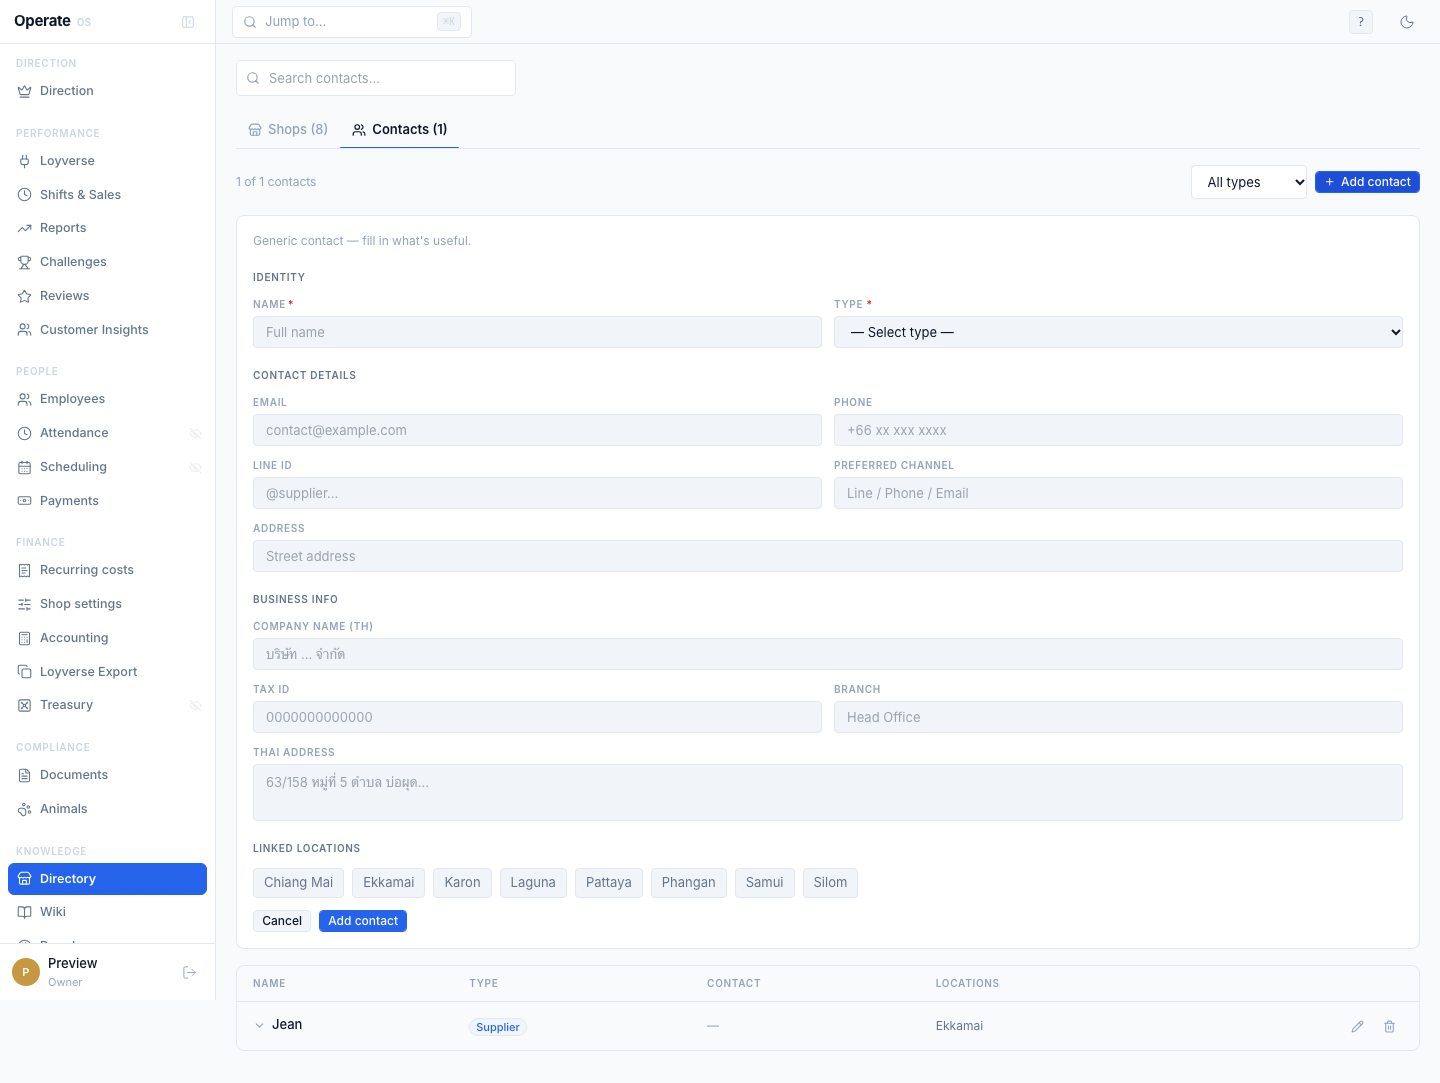 Operate OS
Jump to...
⌘K
?
DIRECTION
Direction
PERFORMANCE
Loyverse
Shifts & Sales
Reports
Challenges
Reviews
Customer Insights
PEOPLE
Employees
Attendance
Scheduling
Payments
FINANCE
Recurring costs
Shop settings
Accounting
Loyverse Export
Treasury
COMPLIANCE
Documents
Animals
KNOWLEDGE
Directory
Wiki
P
Preview
Owner
Search contacts...
Shops (8)
Contacts (1)
1 of 1 contacts
All types
+ Add contact
Generic contact — fill in what's useful.
IDENTITY
NAME * TYPE *
Full name — Select type —
CONTACT DETAILS
EMAIL PHONE
contact@example.com +66 xx xxx xxxx
LINE ID PREFERRED CHANNEL
@supplier... Line / Phone / Email
ADDRESS
Street address
BUSINESS INFO
COMPANY NAME (TH)
บริษัท ... จำกัด
TAX ID BRANCH
0000000000000 Head Office
THAI ADDRESS
63/158 หมู่ที่ 5 ตำบล บ่อผุด...
LINKED LOCATIONS
Chiang Mai Ekkamai Karon Laguna Pattaya Phangan Samui Silom
Cancel Add contact
NAME TYPE CONTACT LOCATIONS
Jean Supplier — Ekkamai